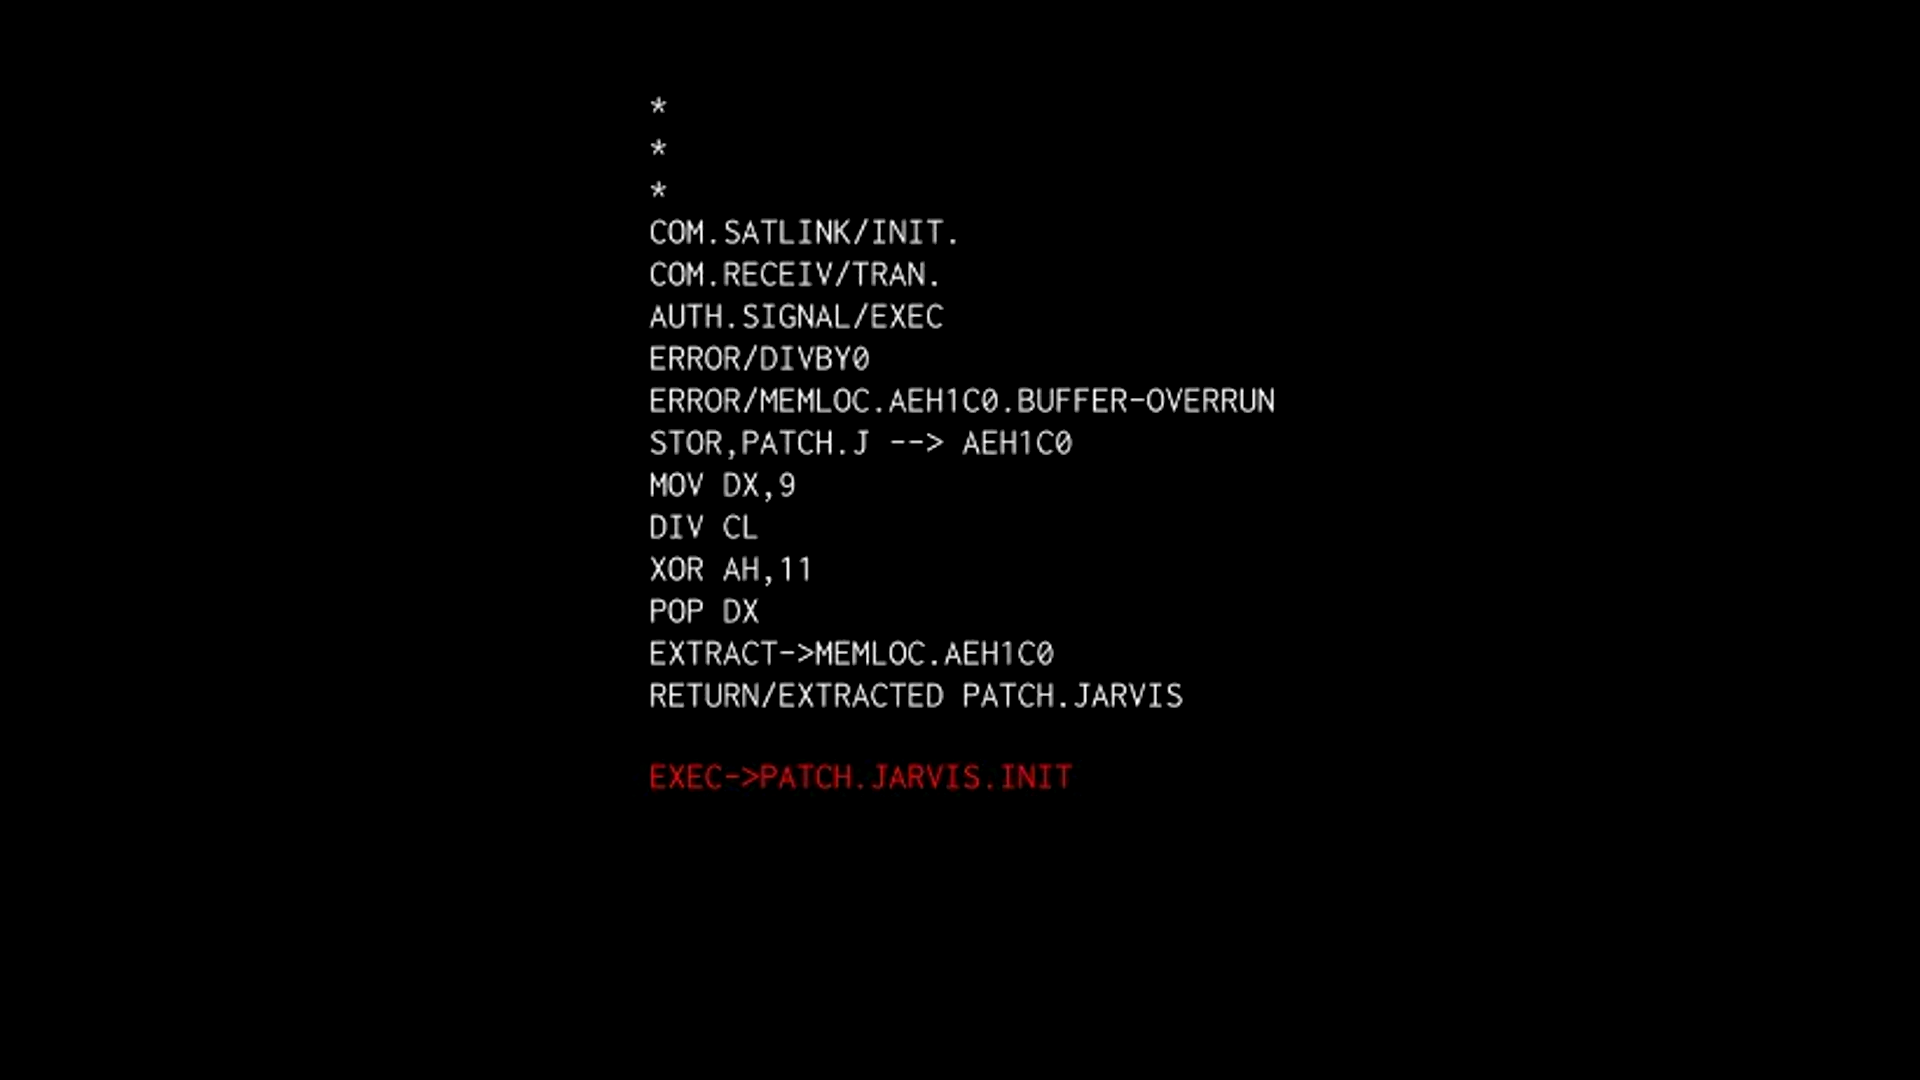 *
*
*
COM.SATLINK/INIT.
COM.RECEIV/TRAN.
AUTH.SIGNAL/EXEC
ERROR/DIVBY0
ERROR/MEMLOC.AEH1C0.BUFFER-OVERRUN
STOR,PATCH.J --> AEH1C0
MOV DX,9
DIV CL
XOR AH,11
POP DX
EXTRACT->MEMLOC.AEH1C0
RETURN/EXTRACTED PATCH.JARVIS
EXEC->PATCH.JARVIS.INIT